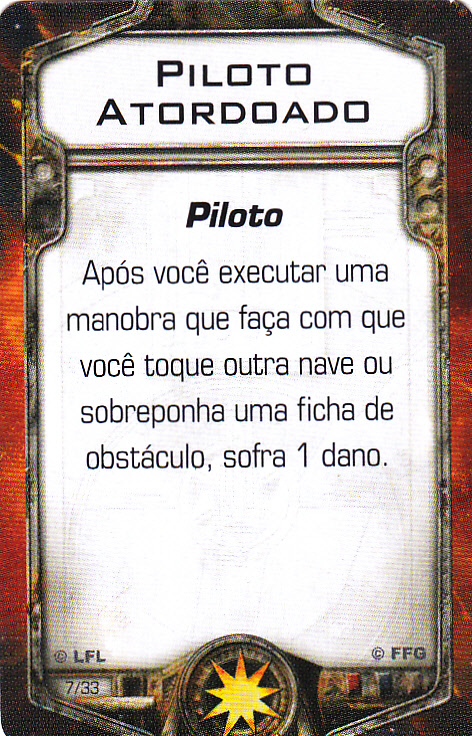 PILOTO
ATORDOADO
Piloto
Após você executar uma
manobra que faça com que
você toque outra nave ou
sobreponha uma ficha de
obstáculo, sofra 1 dano.
© LFL
© FFG
7/33